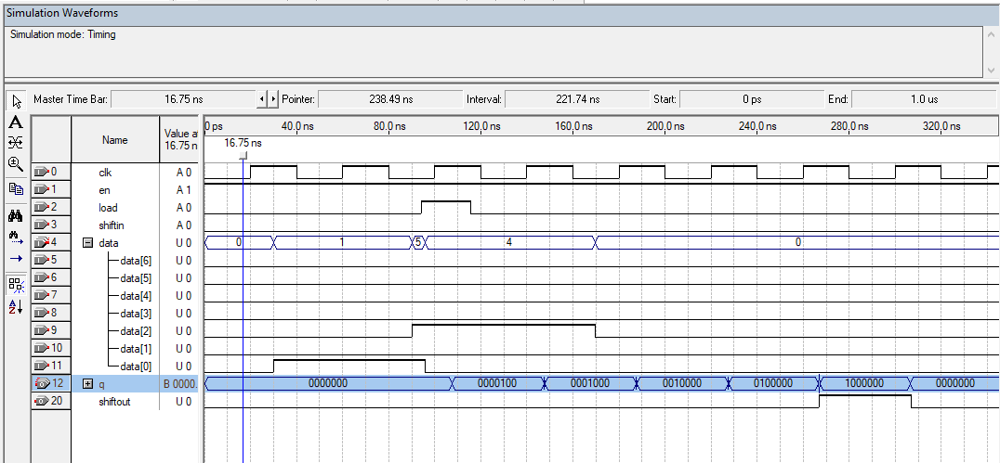 Simulation Waveforms
Simulation mode: Timing
Master Time Bar: 16.75 ns Pointer: 238.49 ns Interval: 221.74 ns Start: 0 ps End: 1.0 us
Name Value a 16.75 n
0 ps 40.0 ns 80.0 ns 120.0 ns 160.0 ns 200.0 ns 240.0 ns 280.0 ns 320.0 ns
16.75 ns
0 clk A 0
1 en A 1
2 load A 0
3 shiftin A 0
4 data U 0 0 1 5 4 0
5 data[6] U 0
6 data[5] U 0
7 data[4] U 0
8 data[3] U 0
9 data[2] U 0
10 data[1] U 0
11 data[0] U 0
12 q B 0000. 0000000 0000100 0001000 0010000 0100000 1000000 0000000
20 shiftout U 0